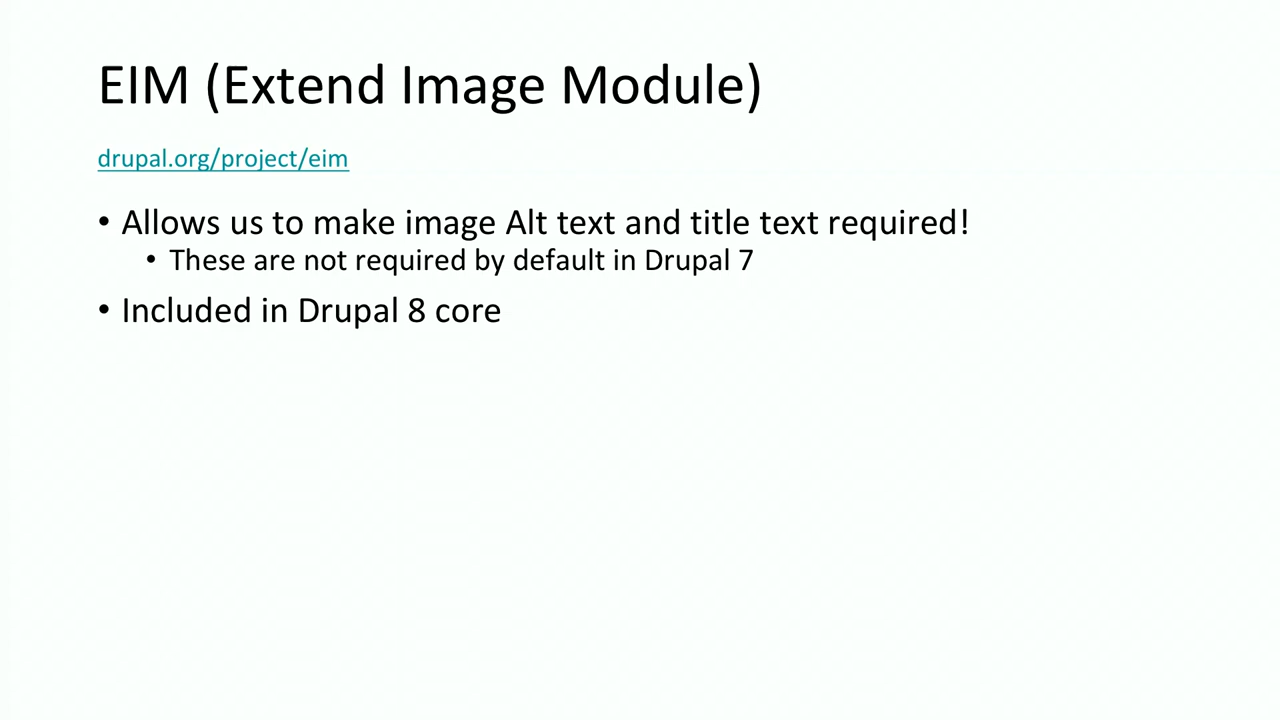 EIM (Extend Image Module)
drupal.org/project/eim
• Allows us to make image Alt text and title text required!
• These are not required by default in Drupal 7
• Included in Drupal 8 core